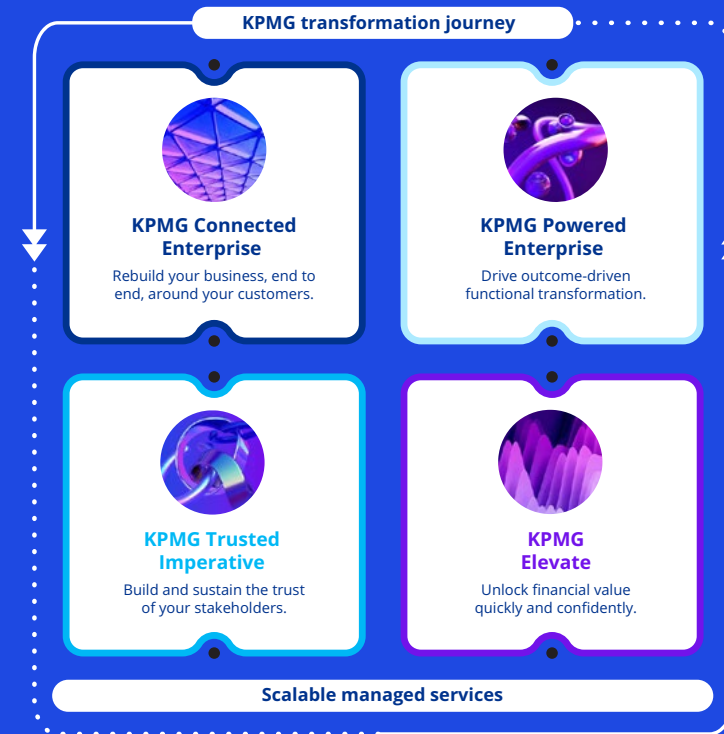 KPMG transformation journey
KPMG Connected
Enterprise
Rebuild your business, end to
end, around your customers.
KPMG Powered
Enterprise
Drive outcome-driven
functional transformation.
KPMG Trusted
Imperative
Build and sustain the trust
of your stakeholders.
KPMG
Elevate
Unlock financial value
quickly and confidently.
Scalable managed services